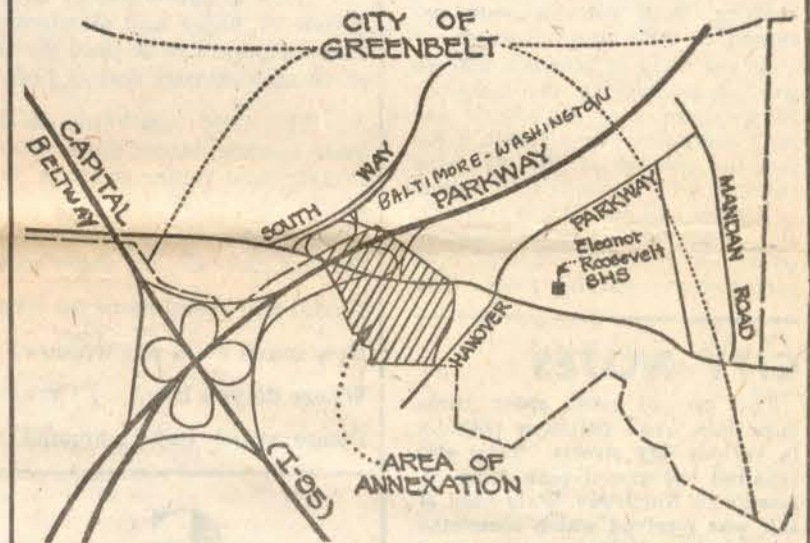 CITY OF
GREENBELT
CAPITAL
BELTWAY
SOUTH WAY
BALTIMORE-WASHINGTON
PARKWAY
HANOVER PARKWAY
Eleanor
Roosevelt
SHS
MANDAN ROAD
(I-95)
AREA OF
ANNEXATION